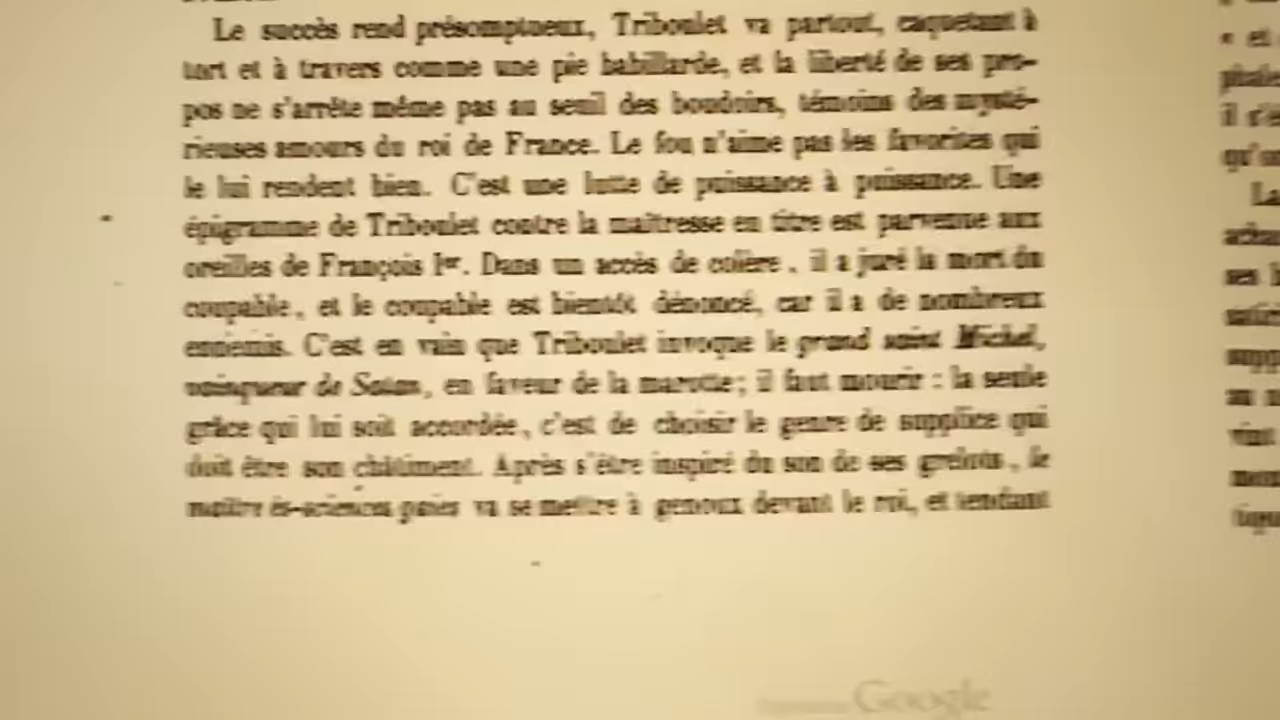 Le succès rend présomptueux, Triboulet va partout, caquetant à
tort et à travers comme une pie babillarde, et la liberté de ses pro-
pos ne s'arrête même pas au seuil des boudoirs, témoins des mysté-
rieuses amours du roi de France. Le fou n'aime pas les favorites qui
le lui rendent bien. C'est une lutte de puissance à puissance. Une
épigramme de Triboulet contre la maîtresse en titre est parvenue aux
oreilles de François Ier. Dans un accès de colère, il a juré la mort du
coupable, et le coupable est bientôt dénoncé, car il a de nombreux
ennemis. C'est en vain que Triboulet invoque le grand saint Michel,
vainqueur de Satan, en faveur de la marotte; il faut mourir : la seule
grâce qui lui soit accordée, c'est de choisir le genre de supplice qui
doit être son châtiment. Après s'être inspiré du son de ses grelots, le
maître ès-sciences gaies va se mettre à genoux devant le roi, et tendant
Google
« et
il s'é
La
ses